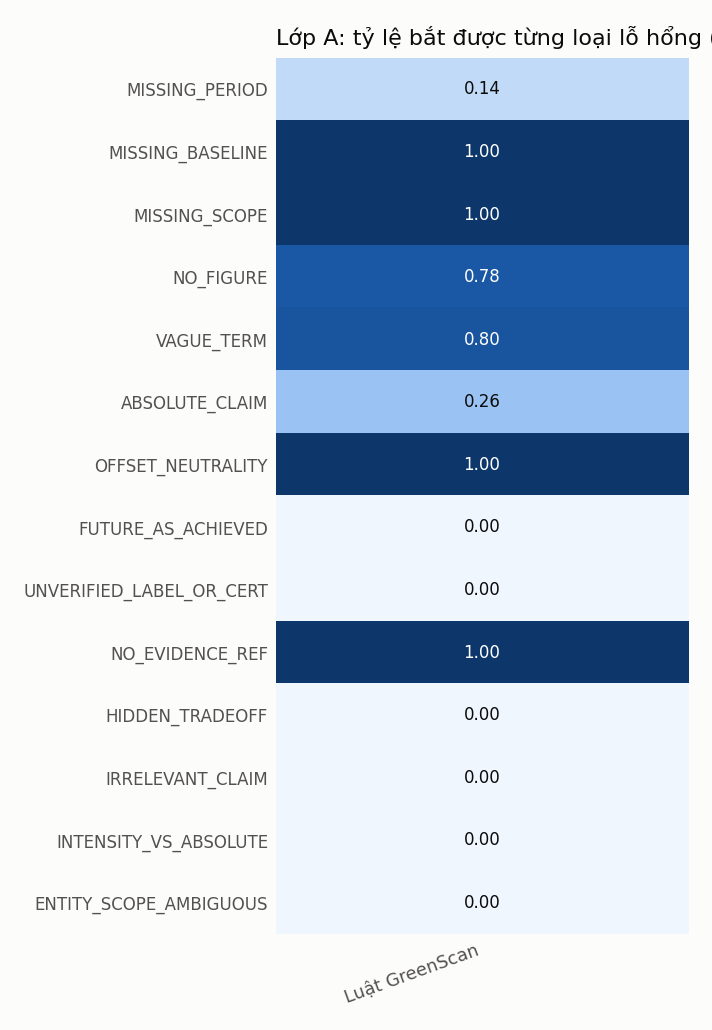 Lớp A: tỷ lệ bắt được từng loại lỗ hổng (
MISSING_PERIOD 0.14
MISSING_BASELINE 1.00
MISSING_SCOPE 1.00
NO_FIGURE 0.78
VAGUE_TERM 0.80
ABSOLUTE_CLAIM 0.26
OFFSET_NEUTRALITY 1.00
FUTURE_AS_ACHIEVED 0.00
UNVERIFIED_LABEL_OR_CERT 0.00
NO_EVIDENCE_REF 1.00
HIDDEN_TRADEOFF 0.00
IRRELEVANT_CLAIM 0.00
INTENSITY_VS_ABSOLUTE 0.00
ENTITY_SCOPE_AMBIGUOUS 0.00
Luật GreenScan